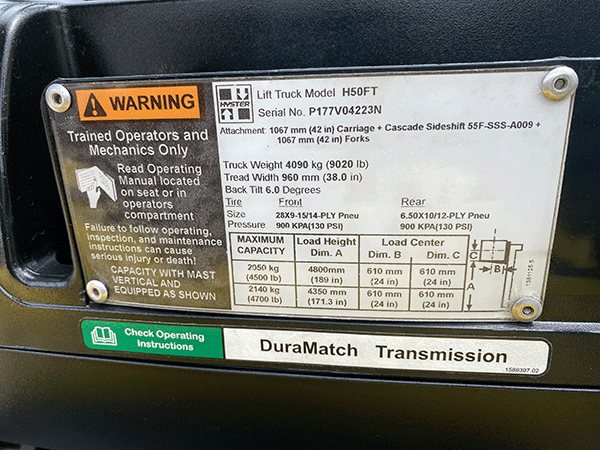 WARNING
Trained Operators and
Mechanics Only
Read Operating
Manual located
on seat or in
operators
compartment
Failure to follow operating,
inspection, and maintenance
instructions can cause
serious injury or death!
CAPACITY WITH MAST
VERTICAL AND
EQUIPPED AS SHOWN
HYSTER
Lift Truck Model H50FT
Serial No. P177V04223N
Attachment: 1067 mm (42 in) Carriage + Cascade Sideshift 55F-SSS-A009 +
1067 mm (42 in) Forks
Truck Weight 4090 kg (9020 lb)
Tread Width 960 mm (38.0 in)
Back Tilt 6.0 Degrees
Tire Front Rear
Size 28X9-15/14-PLY Pneu 6.50X10/12-PLY Pneu
Pressure 900 KPA(130 PSI) 900 KPA(130 PSI)
MAXIMUM CAPACITY Load Height Dim. A Load Center Dim. B Dim. C
2050 kg 4800mm 610 mm 610 mm
(4500 lb) (189 in) (24 in) (24 in)
2140 kg 4350 mm 610 mm 610 mm
(4700 lb) (171.3 in) (24 in) (24 in)
C
B
A
Check Operating
Instructions
DuraMatch Transmission
1589397.02